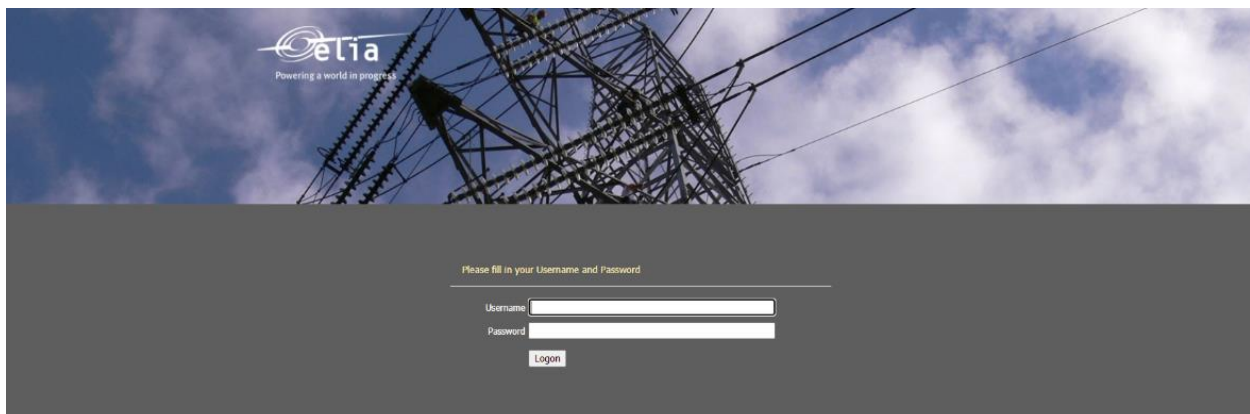 elia
Powering a world in progress
Please fill in your Username and Password
Username
Password
Logon